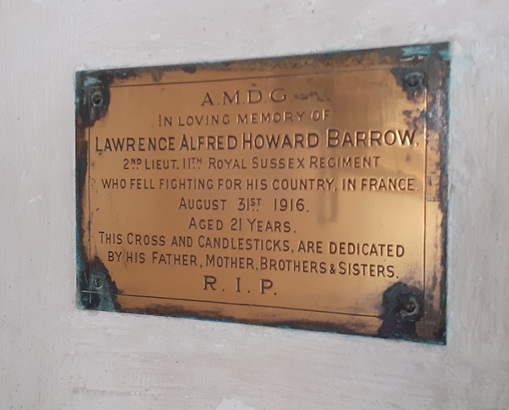 A.M.D.G.
IN LOVING MEMORY OF
LAWRENCE ALFRED HOWARD BARROW,
2ND LIEUT. 11TH ROYAL SUSSEX REGIMENT
WHO FELL FIGHTING FOR HIS COUNTRY, IN FRANCE
AUGUST 31ST 1916.
AGED 21 YEARS.
THIS CROSS AND CANDLESTICKS, ARE DEDICATED
BY HIS FATHER, MOTHER, BROTHERS & SISTERS.
R. I. P.